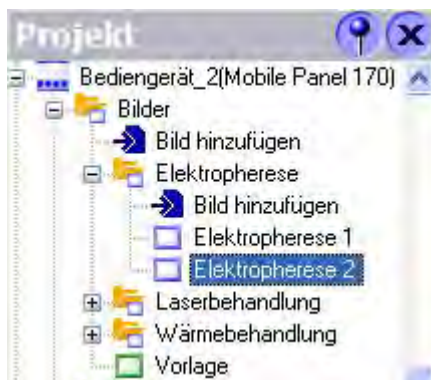 Projekt
Bediengerät_2(Mobile Panel 170)
Bilder
Bild hinzufügen
Elektropherese
Bild hinzufügen
Elektropherese 1
Elektropherese 2
Laserbehandlung
Wärmebehandlung
Vorlage